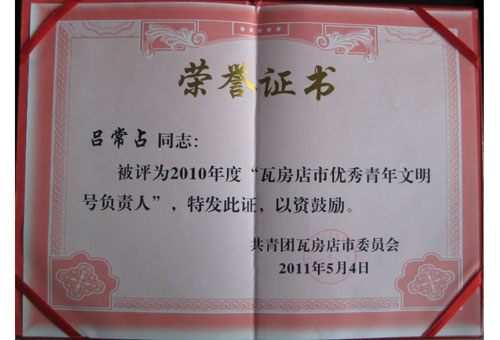 荣誉证书
吕常占 同志：
被评为2010年度“瓦房店市优秀青年文明
号负责人”，特发此证，以资鼓励。
共青团瓦房店市委员会
2011年5月4日